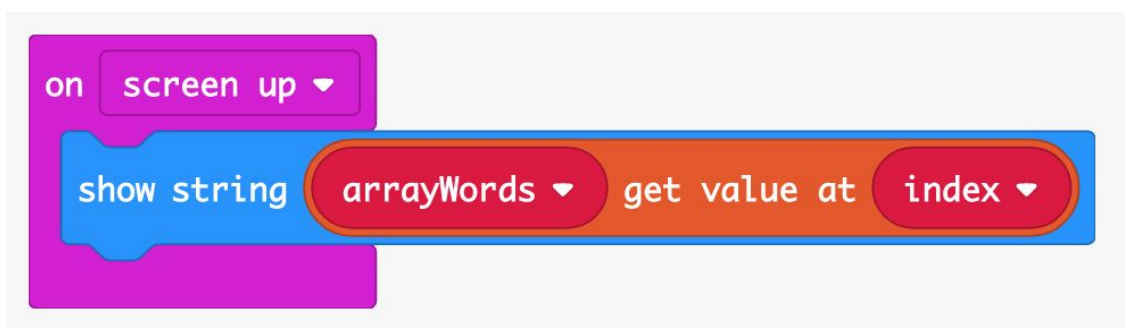 on screen up
show string arrayWords get value at index